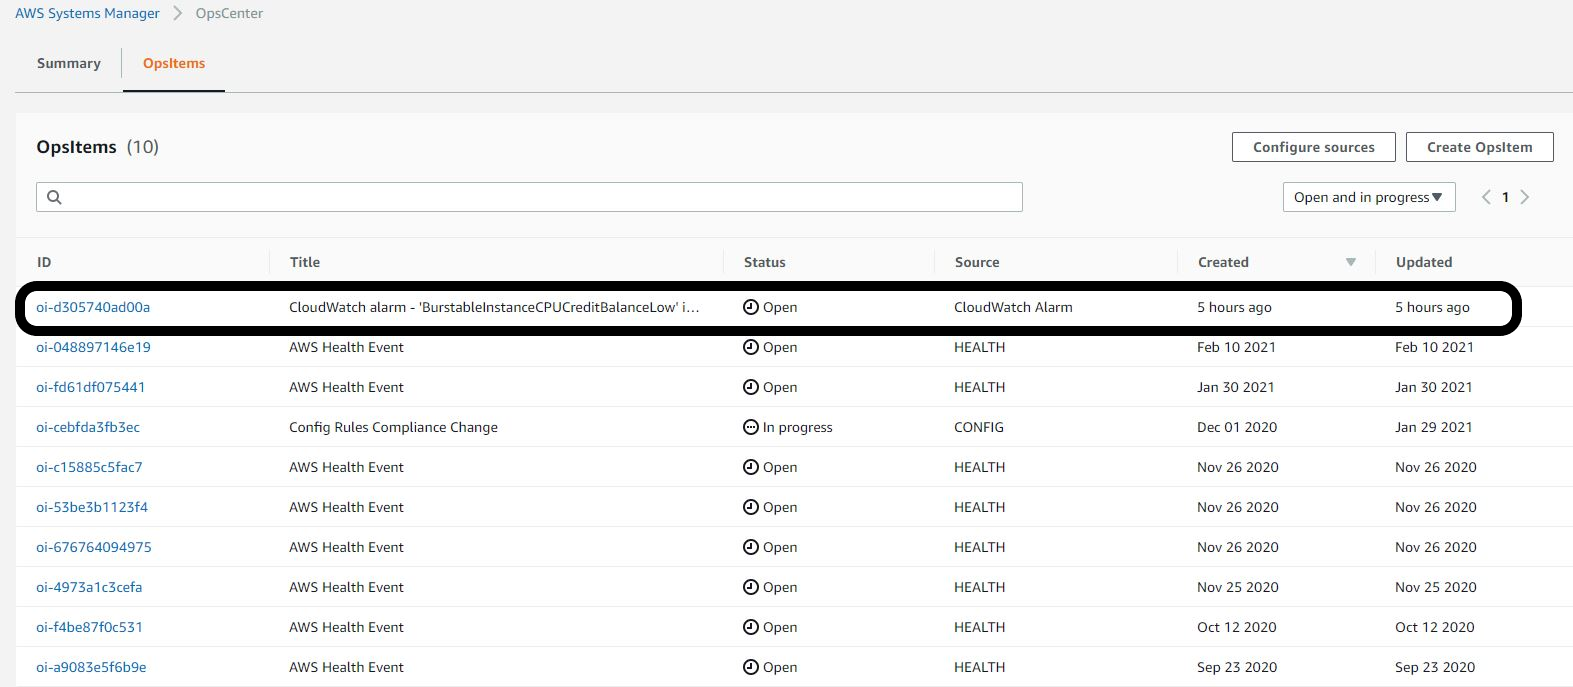 AWS Systems Manager > OpsCenter
Summary OpsItems
OpsItems (10) Configure sources Create OpsItem
Open and in progress 1
ID Title Status Source Created Updated
oi-d305740ad00a CloudWatch alarm - 'BurstableInstanceCPUCreditBalanceLow' i... Open CloudWatch Alarm 5 hours ago 5 hours ago
oi-048897146e19 AWS Health Event Open HEALTH Feb 10 2021 Feb 10 2021
oi-fd61df075441 AWS Health Event Open HEALTH Jan 30 2021 Jan 30 2021
oi-cebfda3fb3ec Config Rules Compliance Change In progress CONFIG Dec 01 2020 Jan 29 2021
oi-c15885c5fac7 AWS Health Event Open HEALTH Nov 26 2020 Nov 26 2020
oi-53be3b1123f4 AWS Health Event Open HEALTH Nov 26 2020 Nov 26 2020
oi-676764094975 AWS Health Event Open HEALTH Nov 26 2020 Nov 26 2020
oi-4973a1c3cefa AWS Health Event Open HEALTH Nov 25 2020 Nov 25 2020
oi-f4be87f0c531 AWS Health Event Open HEALTH Oct 12 2020 Oct 12 2020
oi-a9083e5f6b9e AWS Health Event Open HEALTH Sep 23 2020 Sep 23 2020